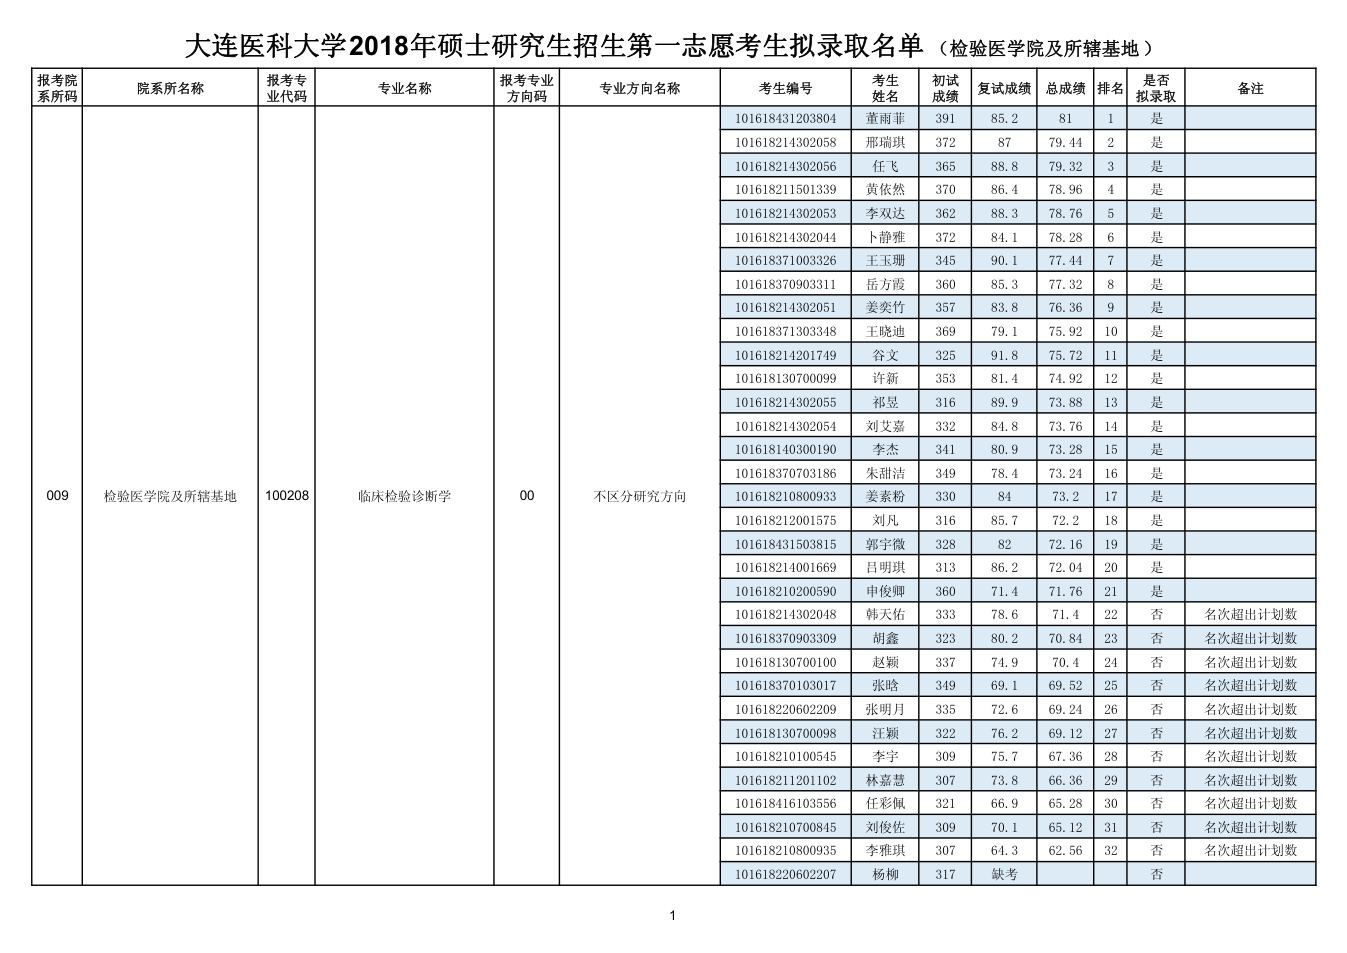 大连医科大学2018年硕士研究生招生第一志愿考生拟录取名单（检验医学院及所辖基地）
报考院系所码 院系所名称 报考专业代码 专业名称 报考专业方向码 专业方向名称 考生编号 考生姓名 初试成绩 复试成绩 总成绩 排名 是否拟录取 备注
101618431203804 董雨菲 391 85.2 81 1 是
101618214302058 邢瑞琪 372 87 79.44 2 是
101618214302056 任飞 365 88.8 79.32 3 是
101618211501339 黄依然 370 86.4 78.96 4 是
101618214302053 李双达 362 88.3 78.76 5 是
101618214302044 卜静雅 372 84.1 78.28 6 是
101618371003326 王玉珊 345 90.1 77.44 7 是
101618370903311 岳方霞 360 85.3 77.32 8 是
101618214302051 姜奕竹 357 83.8 76.36 9 是
101618371303348 王晓迪 369 79.1 75.92 10 是
101618214201749 谷文 325 91.8 75.72 11 是
101618130700099 许新 353 81.4 74.92 12 是
101618214302055 祁昱 316 89.9 73.88 13 是
101618214302054 刘艾嘉 332 84.8 73.76 14 是
101618140300190 李杰 341 80.9 73.28 15 是
101618370703186 朱甜洁 349 78.4 73.24 16 是
009 检验医学院及所辖基地 100208 临床检验诊断学 00 不区分研究方向 101618210800933 姜素粉 330 84 73.2 17 是
101618212001575 刘凡 316 85.7 72.2 18 是
101618431503815 郭宇微 328 82 72.16 19 是
101618214001669 吕明琪 313 86.2 72.04 20 是
101618210200590 申俊卿 360 71.4 71.76 21 是
101618214302048 韩天佑 333 78.6 71.4 22 否 名次超出计划数
101618370903309 胡鑫 323 80.2 70.84 23 否 名次超出计划数
101618130700100 赵颖 337 74.9 70.4 24 否 名次超出计划数
101618370103017 张晗 349 69.1 69.52 25 否 名次超出计划数
101618220602209 张明月 335 72.6 69.24 26 否 名次超出计划数
101618130700098 汪颖 322 76.2 69.12 27 否 名次超出计划数
101618210100545 李宇 309 75.7 67.36 28 否 名次超出计划数
101618211201102 林嘉慧 307 73.8 66.36 29 否 名次超出计划数
101618416103556 任彩佩 321 66.9 65.28 30 否 名次超出计划数
101618210700845 刘俊佐 309 70.1 65.12 31 否 名次超出计划数
101618210800935 李雅琪 307 64.3 62.56 32 否 名次超出计划数
101618220602207 杨柳 317 缺考 否
1